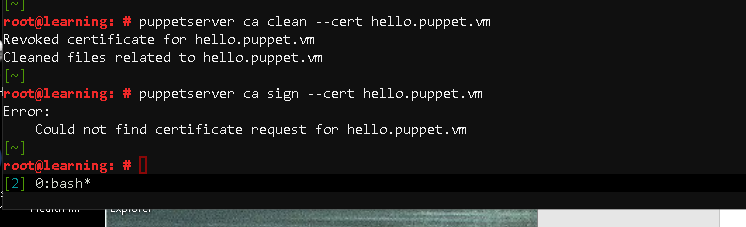 [~]
root@learning: # puppetserver ca clean --cert hello.puppet.vm
Revoked certificate for hello.puppet.vm
Cleaned files related to hello.puppet.vm
[~]
root@learning: # puppetserver ca sign --cert hello.puppet.vm
Error:
    Could not find certificate request for hello.puppet.vm
[~]
root@learning: #
[2] 0:bash*
Explorer